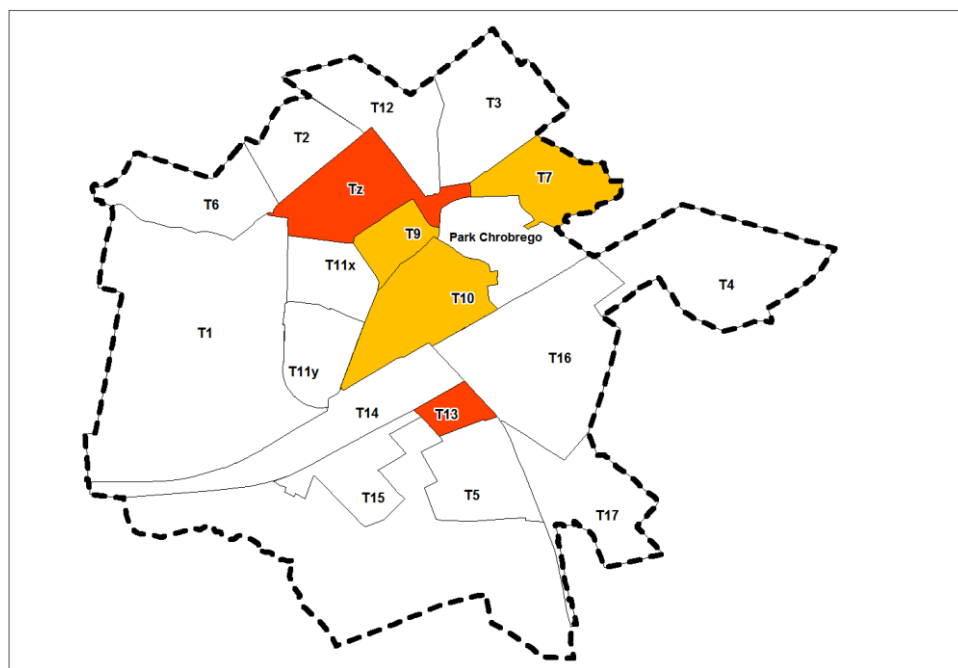 T3
T12
T2
T7
Tz
T6
T9
Park Chrobrego
T11x
T4
T10
T1
T16
T11y
T14
T13
T15
T5
T17